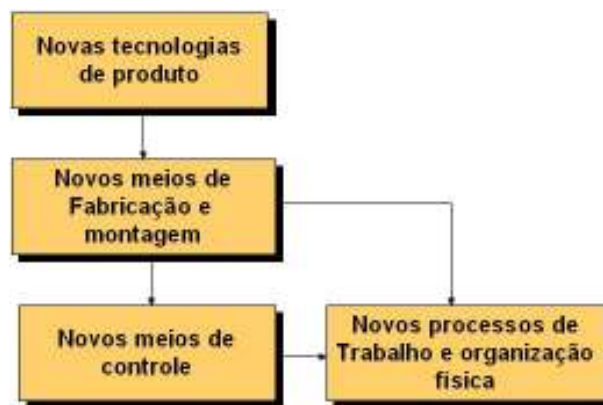 Novas tecnologias
de produto
Novos meios de
Fabricação e
montagem
Novos meios de
controle
Novos processos de
Trabalho e organização
física